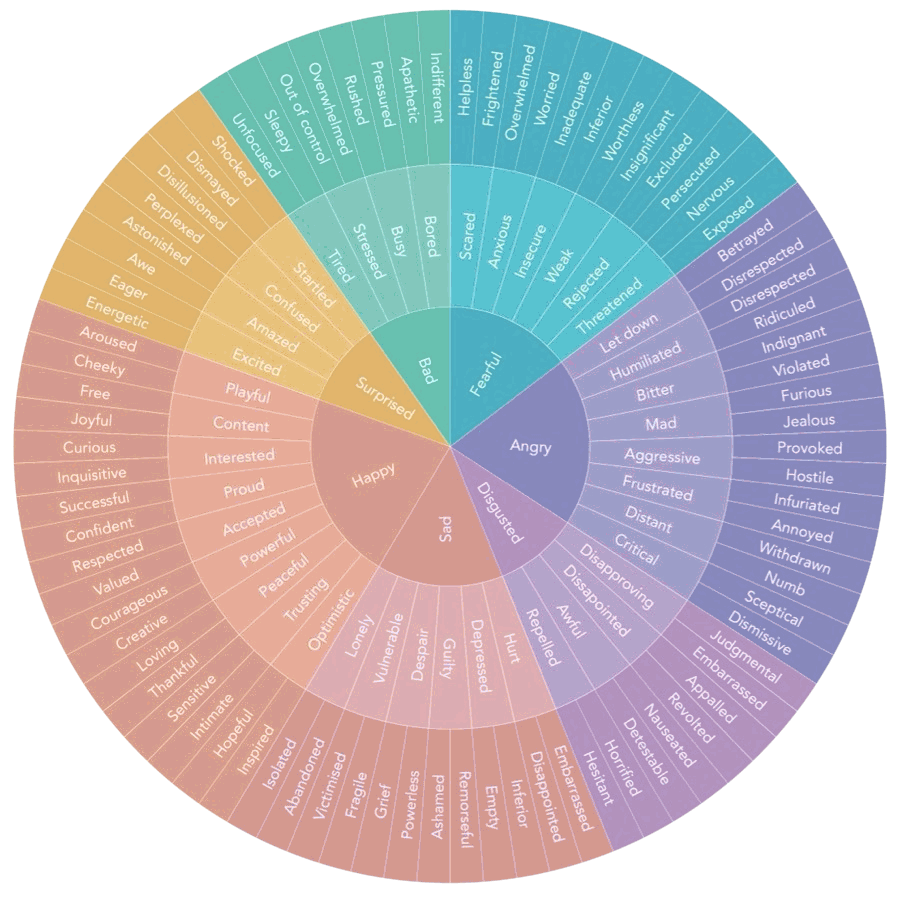 Fearful
Angry
Disgusted
Sad
Happy
Surprised
Bad
Scared
Anxious
Insecure
Weak
Rejected
Threatened
Let down
Humiliated
Bitter
Mad
Aggressive
Frustrated
Distant
Critical
Disapproving
Dissapointed
Awful
Repelled
Hurt
Depressed
Guilty
Despair
Vulnerable
Lonely
Optimistic
Trusting
Peaceful
Powerful
Accepted
Proud
Interested
Content
Playful
Excited
Amazed
Confused
Startled
Tired
Stressed
Busy
Bored
Helpless
Frightened
Overwhelmed
Worried
Inadequate
Inferior
Worthless
Insignificant
Excluded
Persecuted
Nervous
Exposed
Betrayed
Disrespected
Disrespected
Ridiculed
Indignant
Violated
Furious
Jealous
Provoked
Hostile
Infuriated
Annoyed
Withdrawn
Numb
Sceptical
Dismissive
Judgmental
Embarrassed
Appalled
Revolted
Nauseated
Detestable
Horrified
Hesitant
Embarrassed
Disappointed
Inferior
Empty
Remorseful
Ashamed
Powerless
Grief
Fragile
Victimised
Abandoned
Isolated
Inspired
Hopeful
Intimate
Sensitive
Thankful
Loving
Creative
Courageous
Valued
Respected
Confident
Successful
Inquisitive
Curious
Joyful
Free
Cheeky
Aroused
Energetic
Eager
Awe
Astonished
Perplexed
Disillusioned
Dismayed
Shocked
Unfocused
Sleepy
Out of control
Overwhelmed
Rushed
Pressured
Apathetic
Indifferent